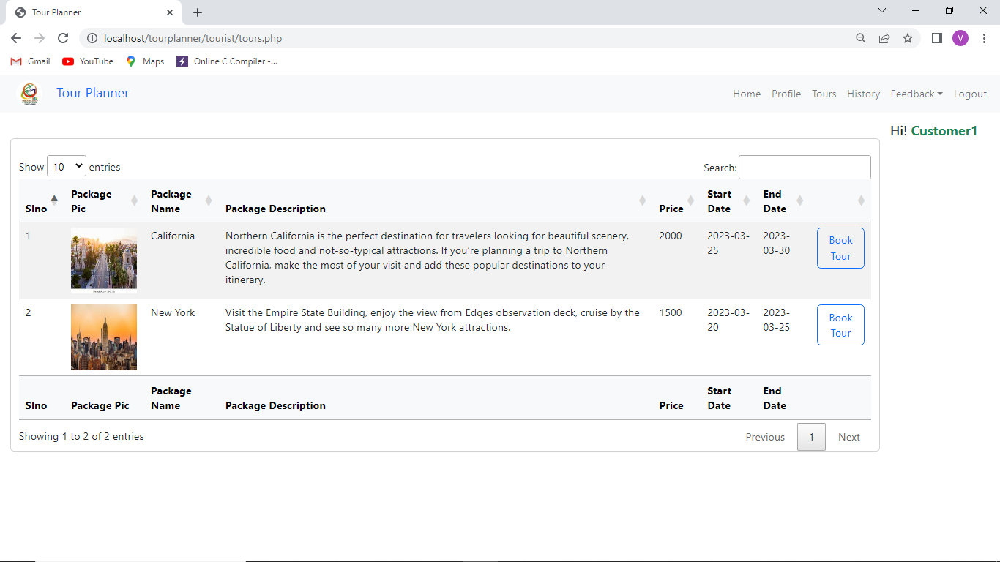 Tour Planner
localhost/tourplanner/tourist/tours.php
V
Gmail YouTube Maps Online C Compiler -...
Tour Planner Home Profile Tours History Feedback Logout
Hi! Customer1
Show 10 entries Search:
Slno Package Pic Package Name Package Description Price Start Date End Date
1 California 2000 2023-03-25 2023-03-30 Book Tour
Northern California is the perfect destination for travelers looking for beautiful scenery,
incredible food and not-so-typical attractions. If you’re planning a trip to Northern
California, make the most of your visit and add these popular destinations to your
itinerary.
2 New York 1500 2023-03-20 2023-03-25 Book Tour
Visit the Empire State Building, enjoy the view from Edges observation deck, cruise by the
Statue of Liberty and see so many more New York attractions.
Slno Package Pic Package Name Package Description Price Start Date End Date
Showing 1 to 2 of 2 entries Previous 1 Next